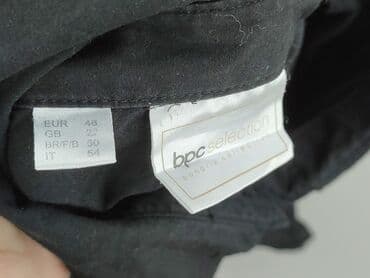 EUR 48
GB 22
BR/F/B 50
IT 54
bpc selection